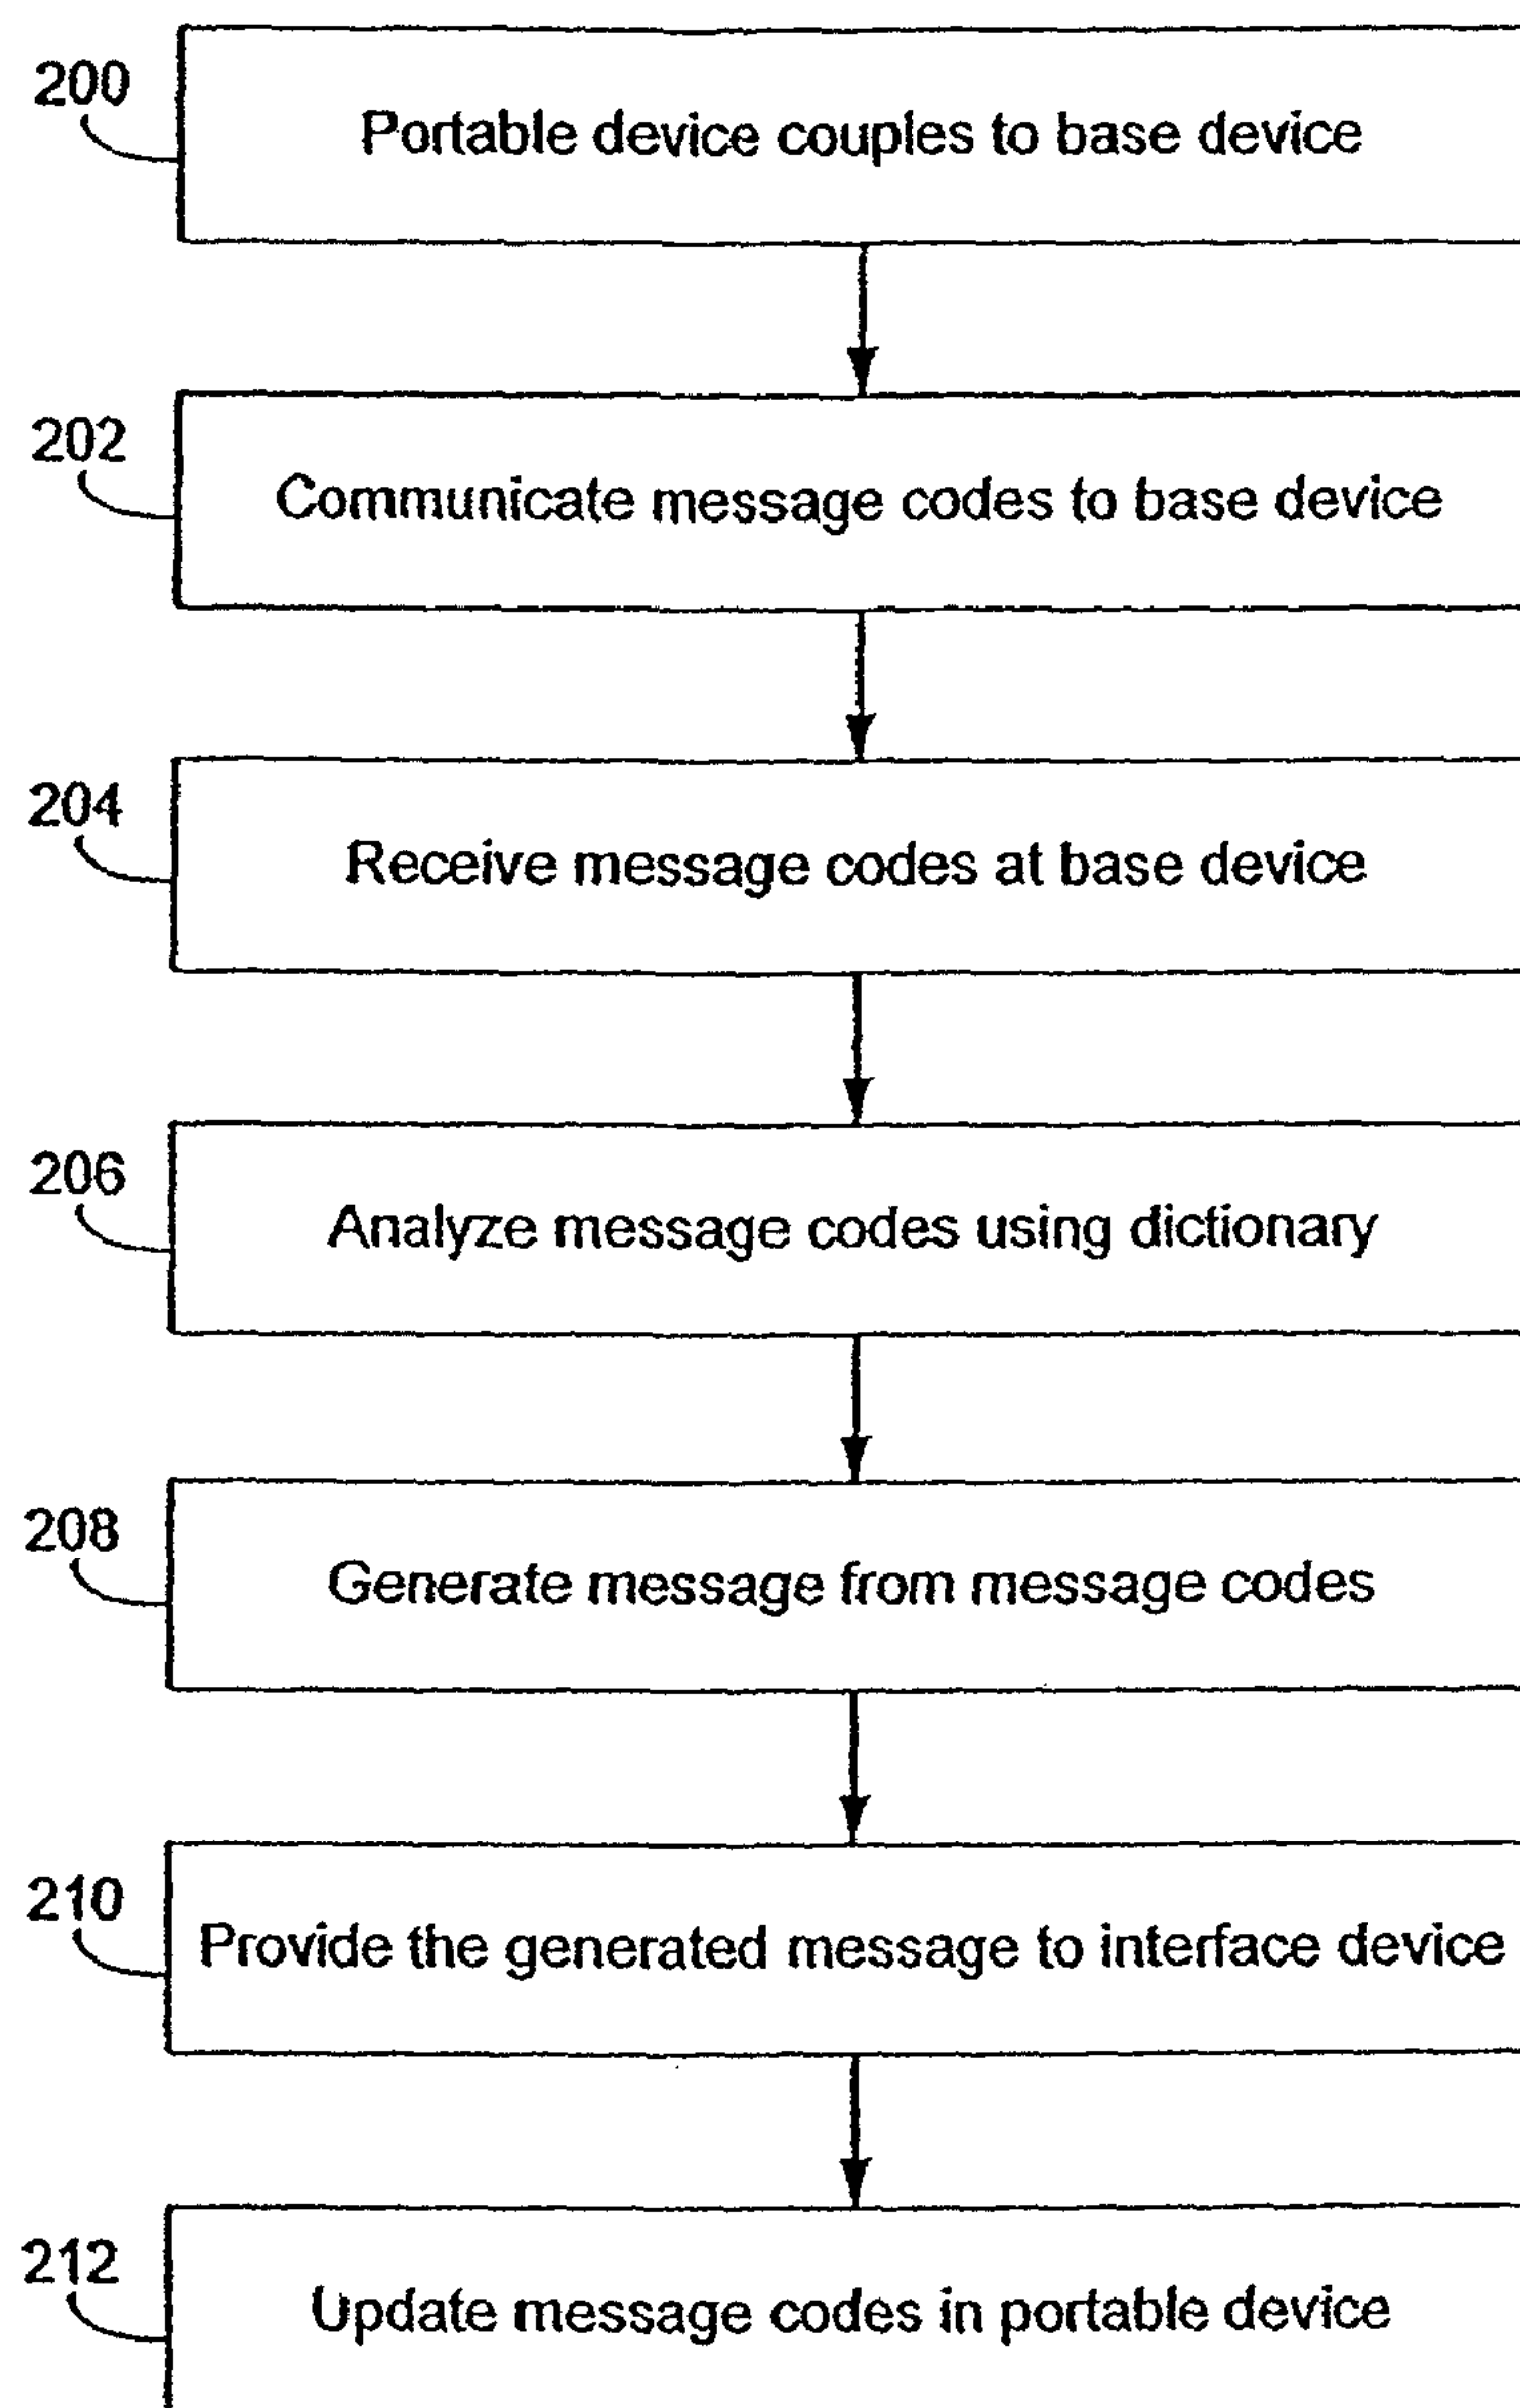 200
Portable device couples to base device
202
Communicate message codes to base device
204
Receive message codes at base device
206
Analyze message codes using dictionary
208
Generate message from message codes
210
Provide the generated message to interface device
212
Update message codes in portable device